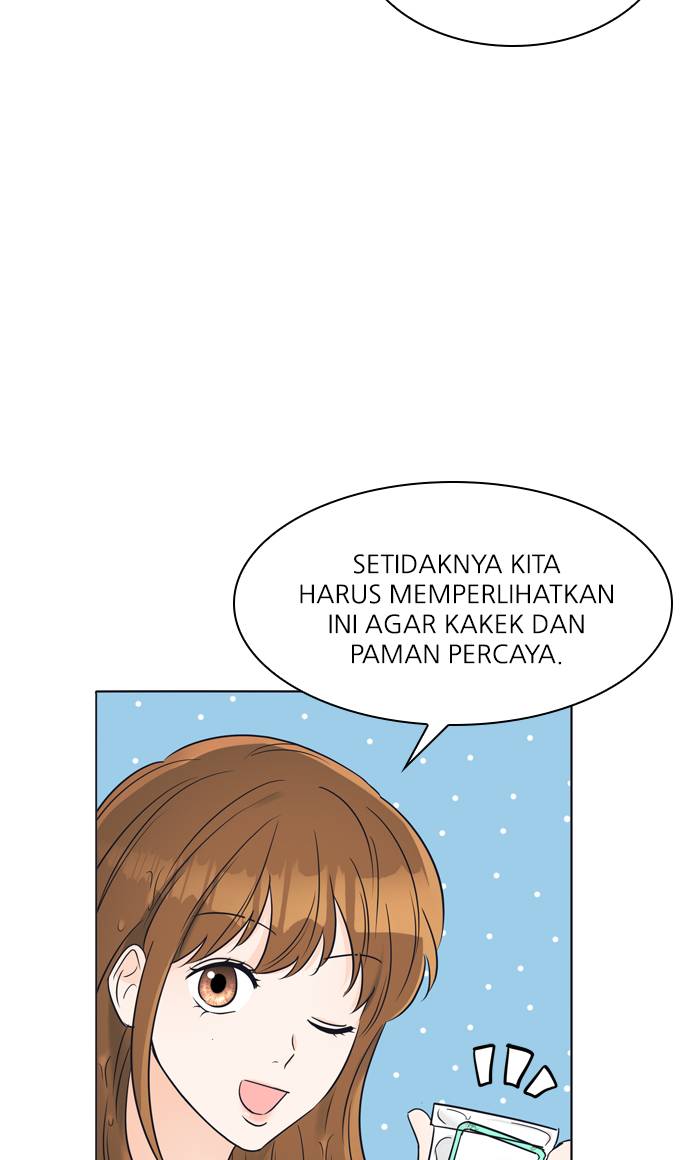 SETIDAKNYA KITA
HARUS MEMPERLIHATKAN
INI AGAR KAKEK DAN
PAMAN PERCAYA.